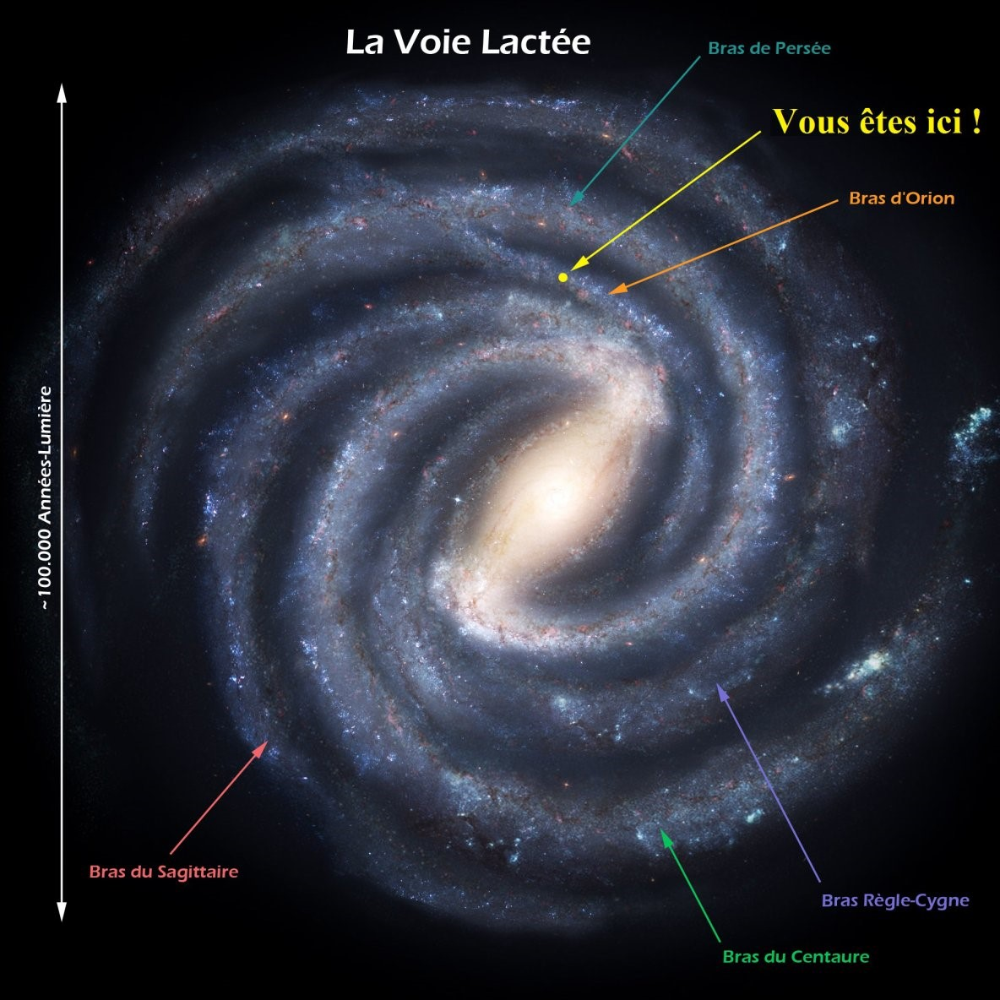 La Voie Lactée
Bras de Persée
Vous êtes ici !
Bras d'Orion
~ 100.000 Années-Lumière
Bras du Sagittaire
Bras Règle-Cygne
Bras du Centaure